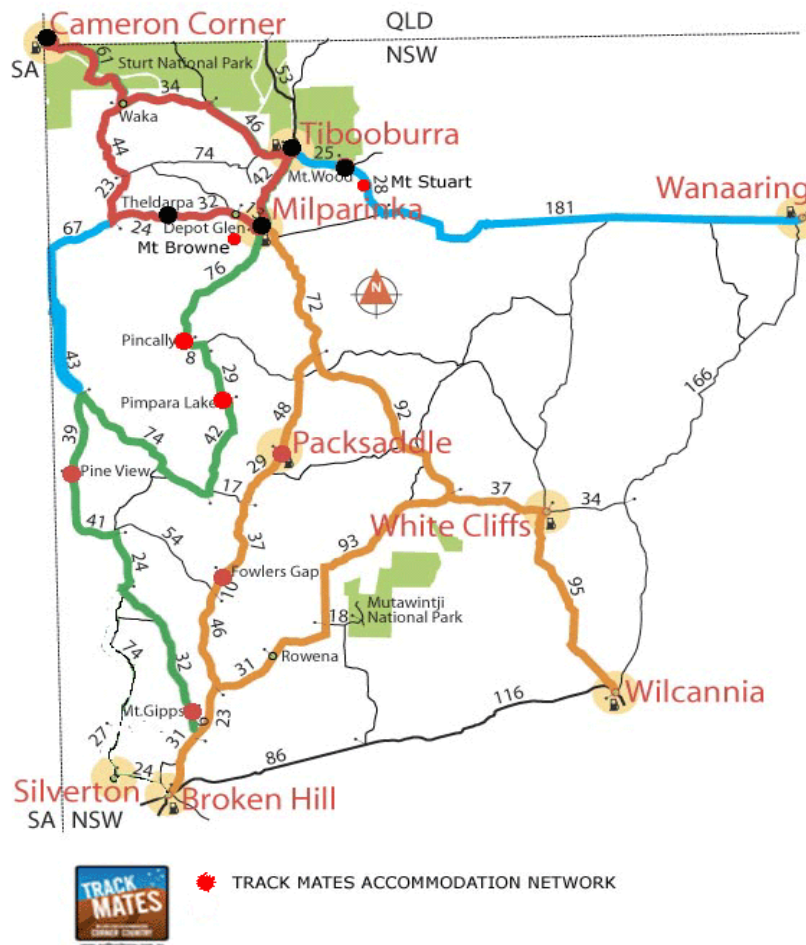 Cameron Corner
QLD
NSW
SA
61
Sturt National Park
53
34
Waka
46
Tibooburra
44
74
42
25
Mt.Wood
28
Mt Stuart
Wanaaring
23
Theldarpa
32
13
Milparinka
181
67
24
Depot Glen
Mt Browne
76
N
72
Pincally
8
43
29
166
Pimpara Lake
48
92
39
74
42
Packsaddle
29
Pine View
17
37
34
White Cliffs
41
37
93
54
24
Fowlers Gap
10
95
Mutawintji
National Park
46
18
74
32
31
Rowena
Wilcannia
Mt.Gipps
9
23
116
27
31
86
24
Silverton
Broken Hill
SA
NSW
TRACK
MATES
TRACK MATES ACCOMMODATION NETWORK